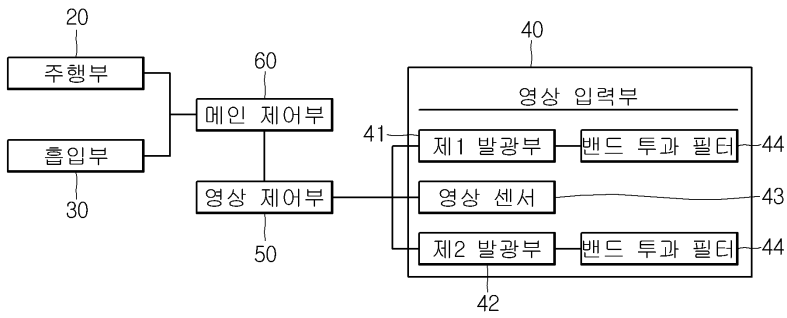 20
주행부
40
60
영상 입력부
메인 제어부
41
제1 발광부
밴드 투과 필터
44
흡입부
30
영상 제어부
영상 센서
43
50
제2 발광부
밴드 투과 필터
44
42